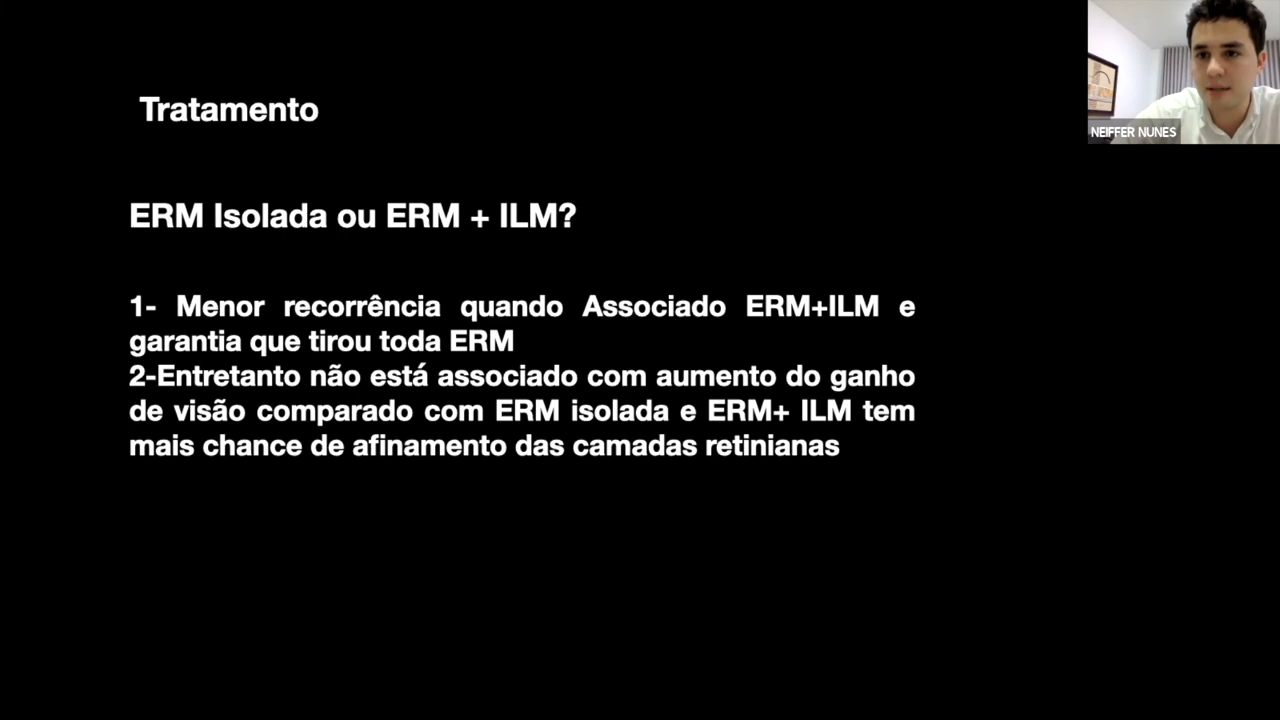 Tratamento
NEIFFER NUNES
ERM Isolada ou ERM + ILM?
1- Menor recorrência quando Associado ERM+ILM e
garantia que tirou toda ERM
2-Entretanto não está associado com aumento do ganho
de visão comparado com ERM isolada e ERM+ ILM tem
mais chance de afinamento das camadas retinianas